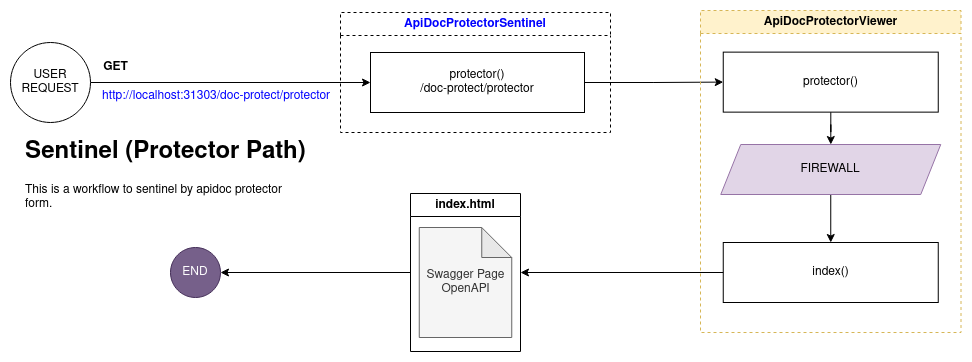 ApiDocProtectorSentinel
ApiDocProtectorViewer
USER
REQUEST
GET
http://localhost:31303/doc-protect/protector
protector()
/doc-protect/protector
protector()
Sentinel (Protector Path)
This is a workflow to sentinel by apidoc protector
form.
FIREWALL
index()
index.html
Swagger Page
OpenAPI
END